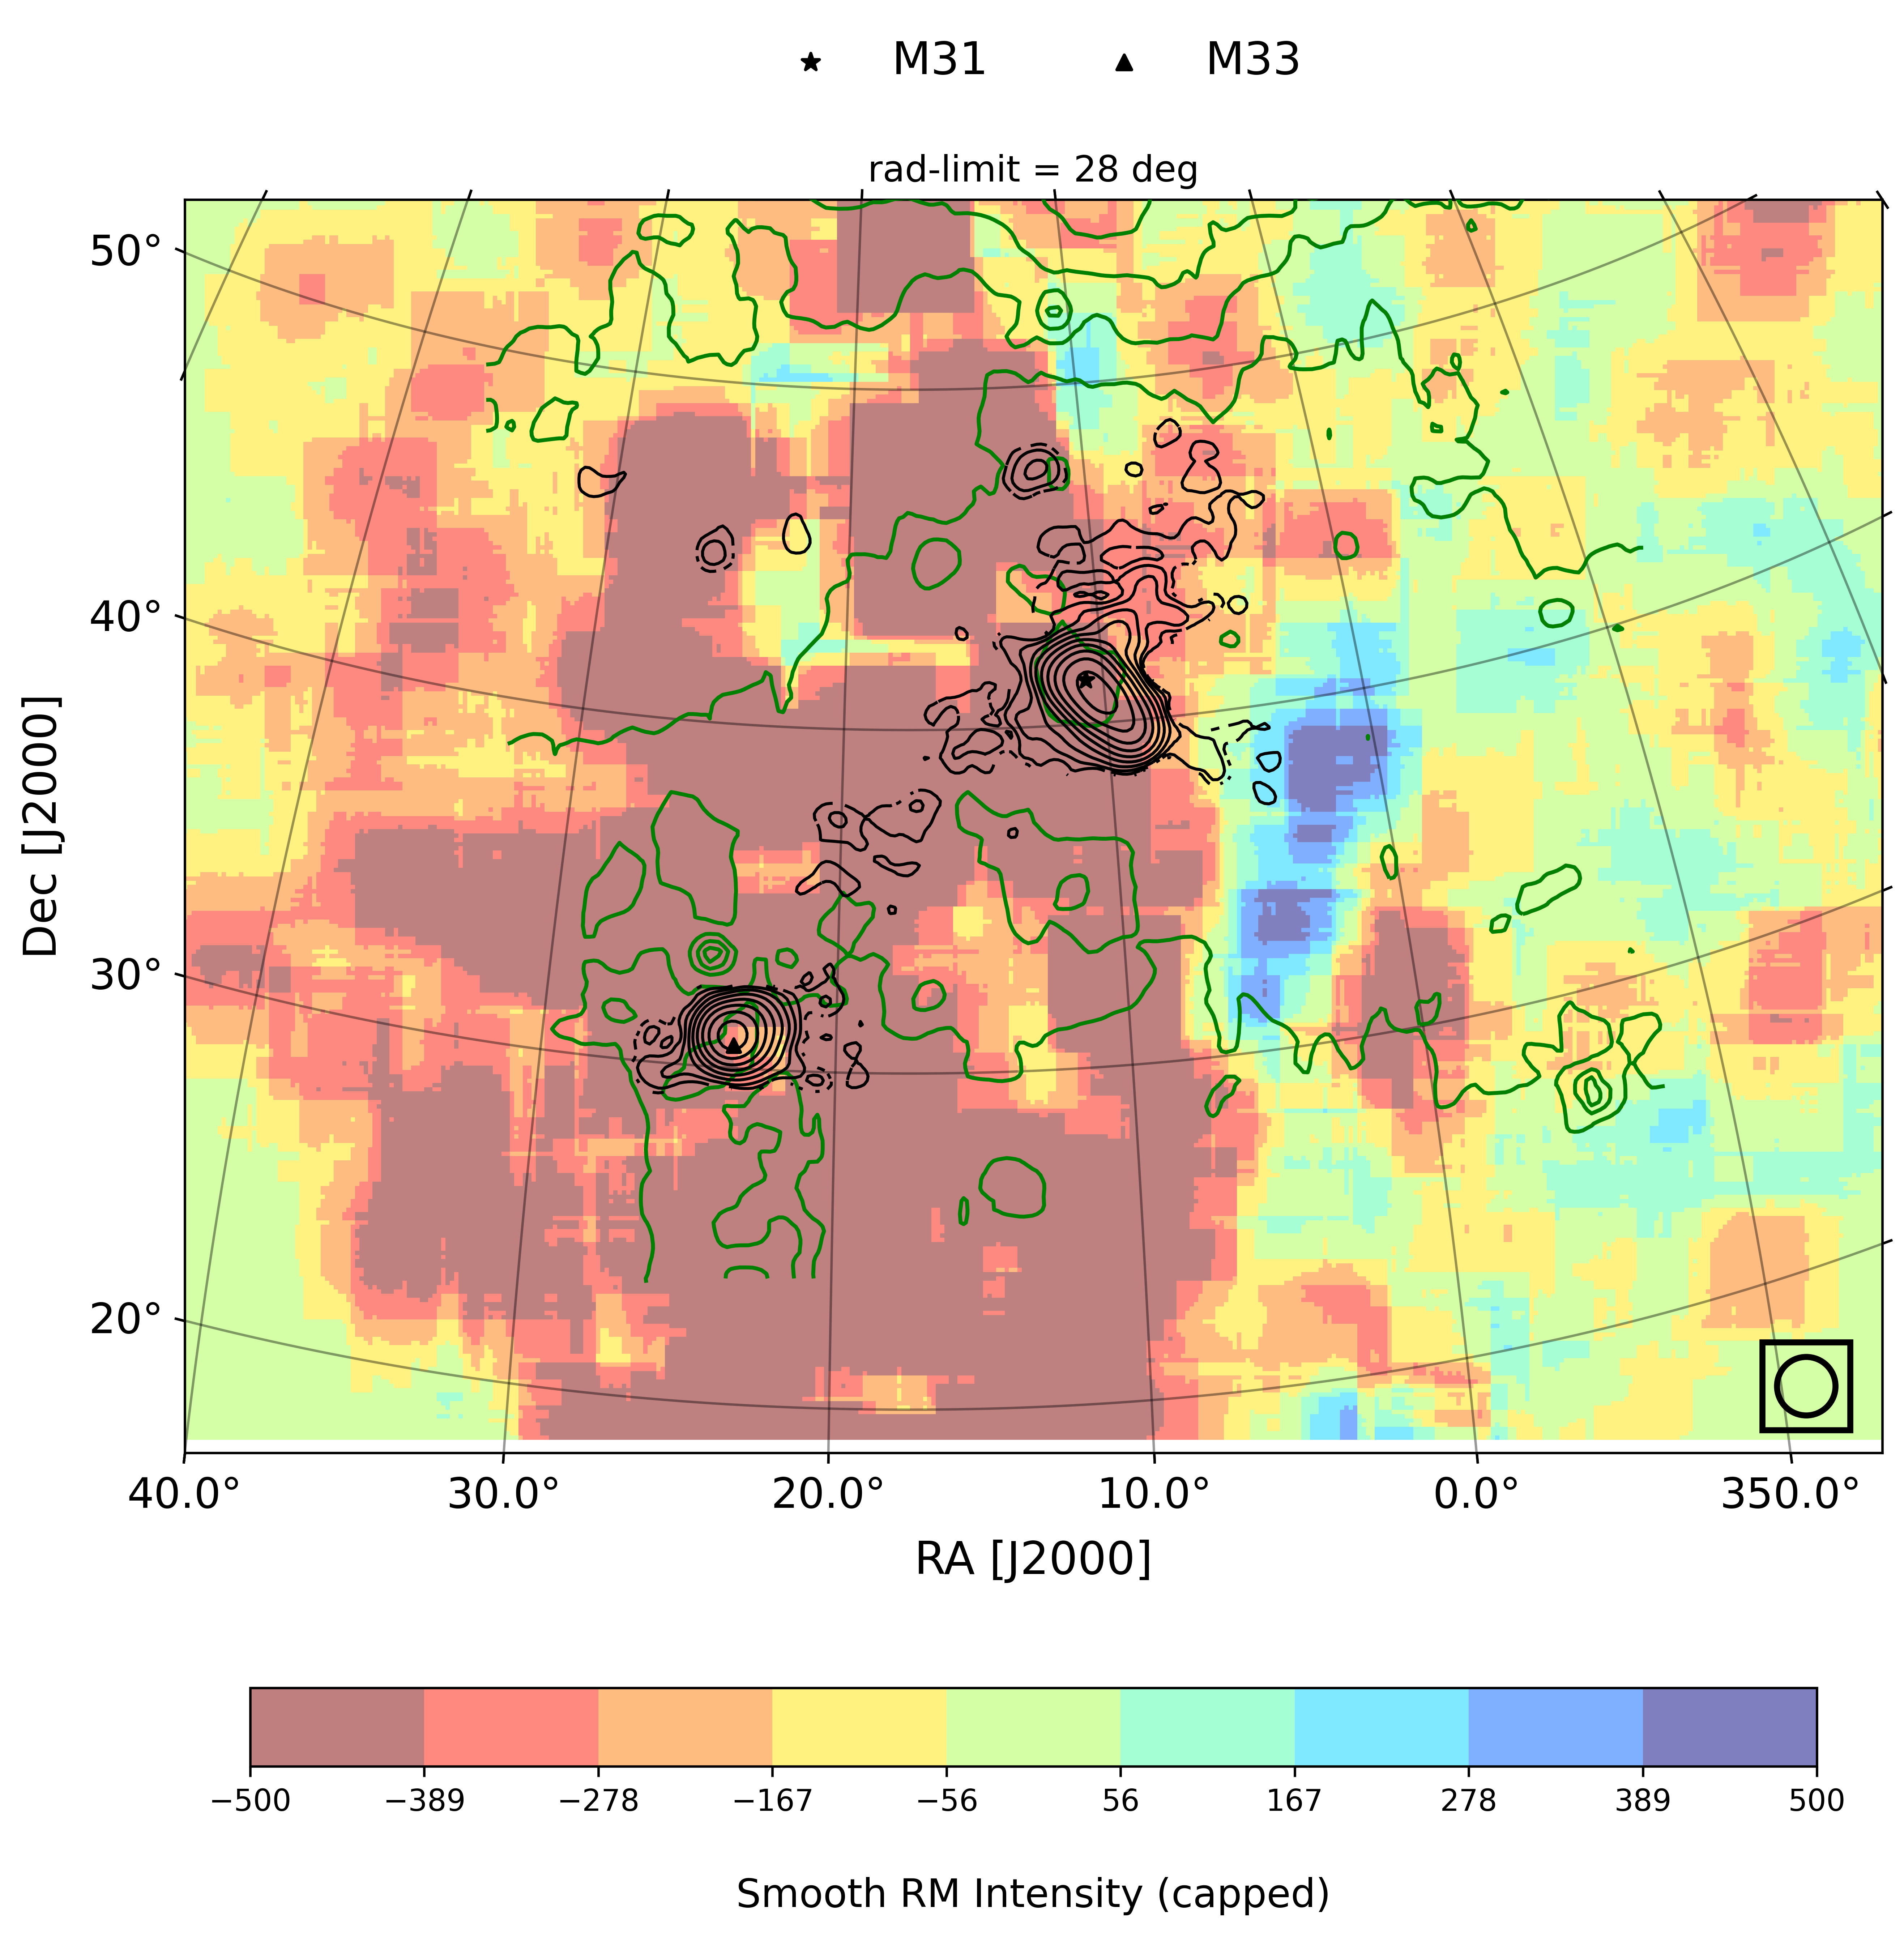 M31 M33
rad-limit = 28 deg
50°
40°
30°
20°
Dec [J2000]
40.0° 30.0° 20.0° 10.0° 0.0° 350.0°
RA [J2000]
−500 −389 −278 −167 −56 56 167 278 389 500
Smooth RM Intensity (capped)